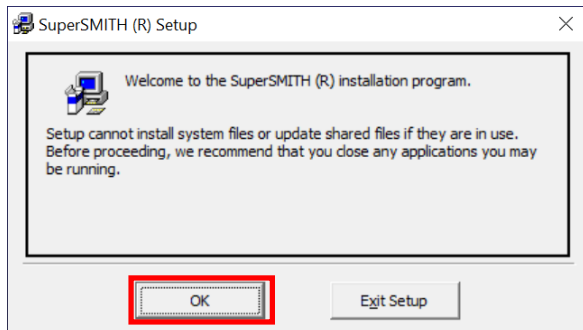 SuperSMITH (R) Setup
Welcome to the SuperSMITH (R) installation program.
Setup cannot install system files or update shared files if they are in use.
Before proceeding, we recommend that you close any applications you may
be running.
OK
Exit Setup